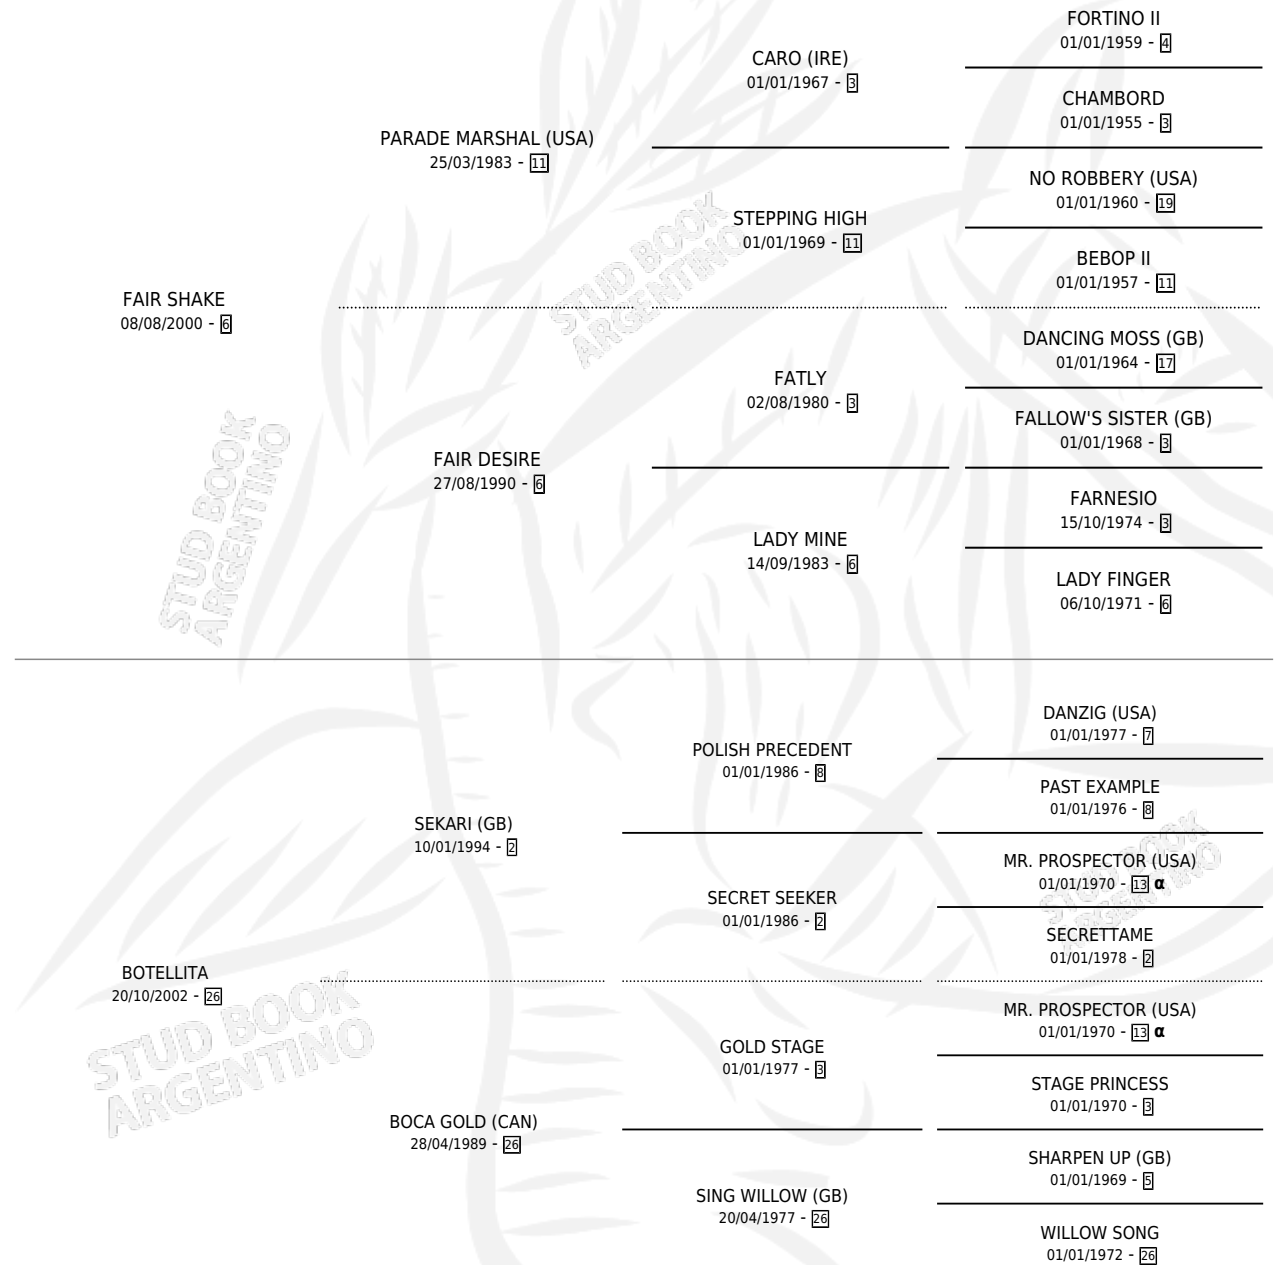 FORTINO II
01/01/1959 - 4
CARO (IRE)
01/01/1967 - 3
CHAMBORD
01/01/1955 - 3
PARADE MARSHAL (USA)
25/03/1983 - 11
NO ROBBERY (USA)
01/01/1960 - 19
STEPPING HIGH
01/01/1969 - 11
BEBOP II
01/01/1957 - 11
FAIR SHAKE
08/08/2000 - 6
STUD BOOK
ARGENTINO
DANCING MOSS (GB)
01/01/1964 - 17
FATLY
02/08/1980 - 3
FALLOW'S SISTER (GB)
01/01/1968 - 3
FAIR DESIRE
27/08/1990 - 6
FARNESIO
15/10/1974 - 3
LADY MINE
14/09/1983 - 6
LADY FINGER
06/10/1971 - 6
STUD BOOK
ARGENTINO
DANZIG (USA)
01/01/1977 - 7
POLISH PRECEDENT
01/01/1986 - 8
PAST EXAMPLE
01/01/1976 - 8
SEKARI (GB)
10/01/1994 - 2
MR. PROSPECTOR (USA)
01/01/1970 - 13 α
SECRET SEEKER
01/01/1986 - 2
SECRETTAME
01/01/1978 - 2
STUD BOOK
ARGENTINO
BOTELLITA
20/10/2002 - 26
MR. PROSPECTOR (USA)
01/01/1970 - 13 α
GOLD STAGE
01/01/1977 - 3
STAGE PRINCESS
01/01/1970 - 3
STUD BOOK
ARGENTINO
BOCA GOLD (CAN)
28/04/1989 - 26
SHARPEN UP (GB)
01/01/1969 - 5
SING WILLOW (GB)
20/04/1977 - 26
WILLOW SONG
01/01/1972 - 26